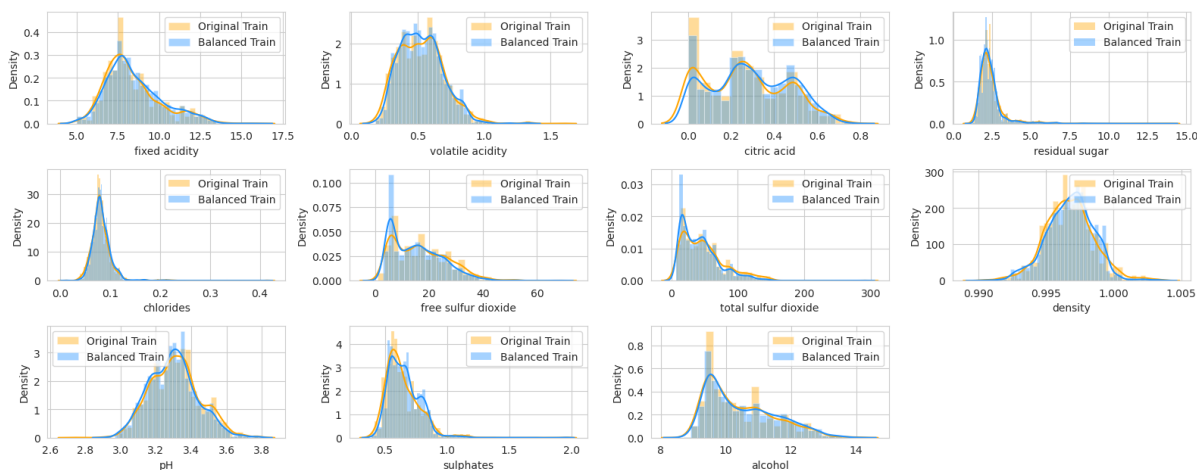 Original Train
Balanced Train
Density
0.4
0.3
0.2
0.1
0.0
5.0 7.5 10.0 12.5 15.0 17.5
fixed acidity
Original Train
Balanced Train
Density
2
1
0
0.0 0.5 1.0 1.5
volatile acidity
Original Train
Balanced Train
Density
3
2
1
0
0.0 0.2 0.4 0.6 0.8
citric acid
Original Train
Balanced Train
Density
1.0
0.5
0.0
2.5 5.0 7.5 10.0 12.5 15.0
residual sugar
Original Train
Balanced Train
Density
30
20
10
0
0.0 0.1 0.2 0.3 0.4
chlorides
Original Train
Balanced Train
Density
0.100
0.075
0.050
0.025
0.000
0 20 40 60
free sulfur dioxide
Original Train
Balanced Train
Density
0.03
0.02
0.01
0.00
0 100 200 300
total sulfur dioxide
Original Train
Balanced Train
Density
300
200
100
0
0.990 0.995 1.000 1.005
density
Original Train
Balanced Train
Density
3
2
1
0
2.6 2.8 3.0 3.2 3.4 3.6 3.8
pH
Original Train
Balanced Train
Density
4
3
2
1
0
0.5 1.0 1.5 2.0
sulphates
Original Train
Balanced Train
Density
0.8
0.6
0.4
0.2
0.0
8 10 12 14
alcohol